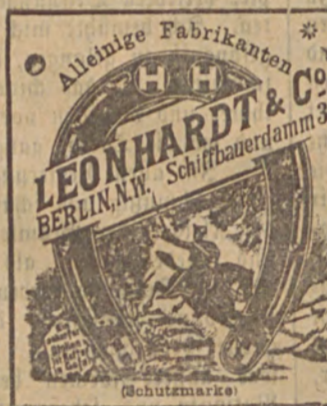 Alleinige Fabrikanten
H H
LEONHARDT & Co
BERLIN, N.W. Schiffbauerdamm 3
H H
(Schutzmarke)